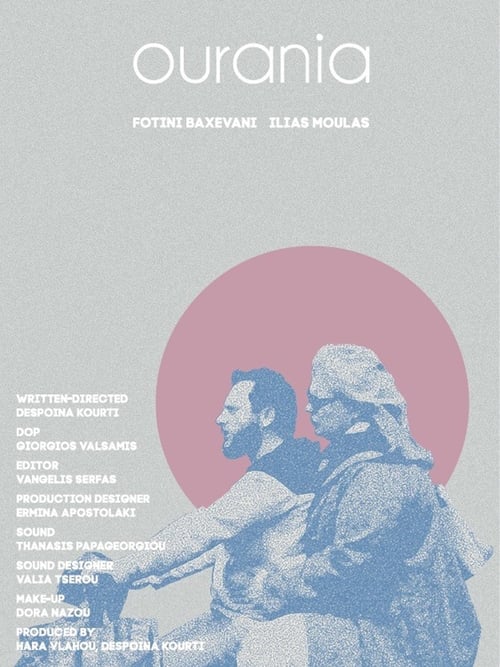 ourania
FOTINI BAXEVANI ILIAS MOULAS
WRITTEN-DIRECTED
DESPOINA KOURTI
DOP
GIORGIOS VALSAMIS
EDITOR
VANGELIS SERFAS
PRODUCTION DESIGNER
ERMINA APOSTOLAKI
SOUND
THANASIS PAPAGEORGIOU
SOUND DESIGNER
VALIA TSEROU
MAKE-UP
DORA NAZOU
PRODUCED BY
HARA VLAHOU, DESPOINA KOURTI